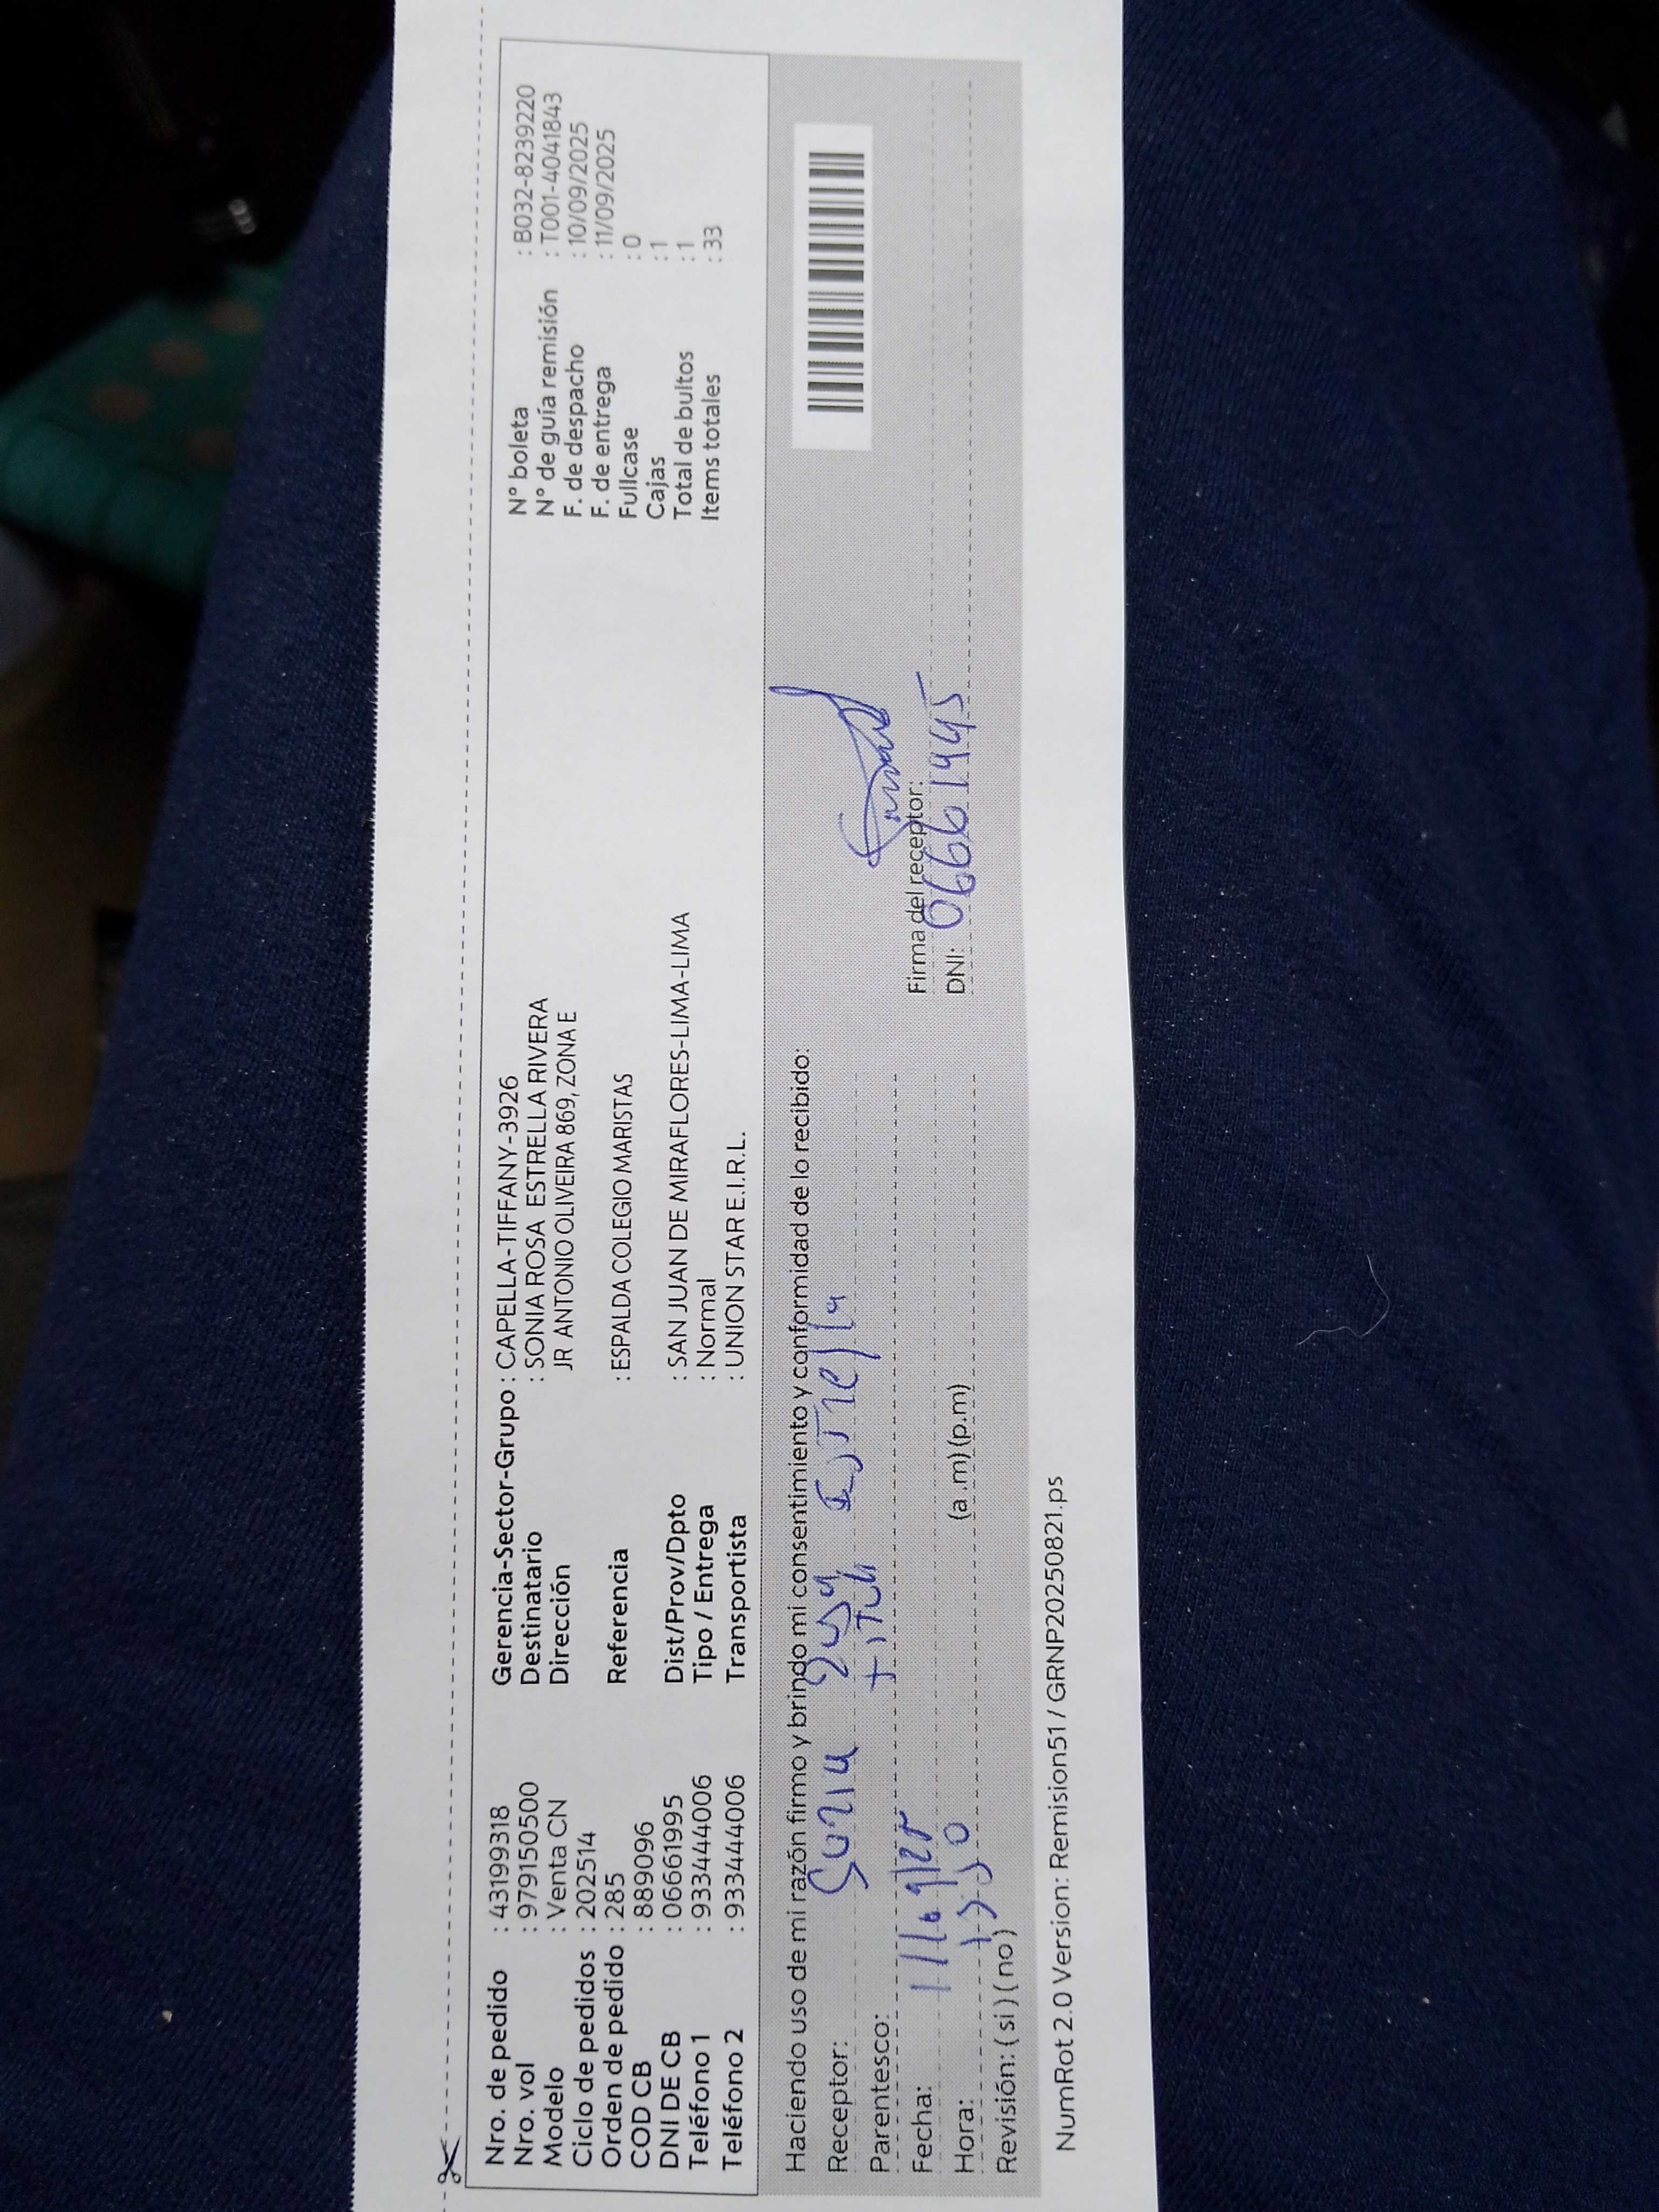 Nro. de pedido : 43199318
Nro. vol : 979150500
Modelo : Venta CN
Ciclo de pedidos : 202514
Orden de pedido : 285
COD CB : 889096
DNI DE CB : 06661995
Teléfono 1 : 933444006
Teléfono 2 : 933444006
Gerencia-Sector-Grupo : CAPELLA-TIFFANY-3926
Destinatario : SONIA ROSA ESTRELLA RIVERA
Dirección JR ANTONIO OLIVEIRA 869, ZONA E
Referencia : ESPALDA COLEGIO MARISTAS
Dist/Prov/Dpto : SAN JUAN DE MIRAFLORES-LIMA-LIMA
Tipo / Entrega : Normal
Transportista : UNION STAR E.I.R.L.
N° boleta : B032-8239220
N° de guía remisión : T001-4041843
F. de despacho : 10/09/2025
F. de entrega : 11/09/2025
Fullcase : 0
Cajas : 1
Total de bultos : 1
Items totales : 33
Haciendo uso de mi razón firmo y brindo mi consentimiento y conformidad de lo recibido:
Receptor: Sonia Rosa Estrella
Parentesco: titu
Fecha:
Hora: (a .m) (p.m)
Revisión: ( si ) ( no )
Firma del receptor:
DNI: 06661995
NumRot 2.0 Version: Remision51 / GRNP20250821.ps